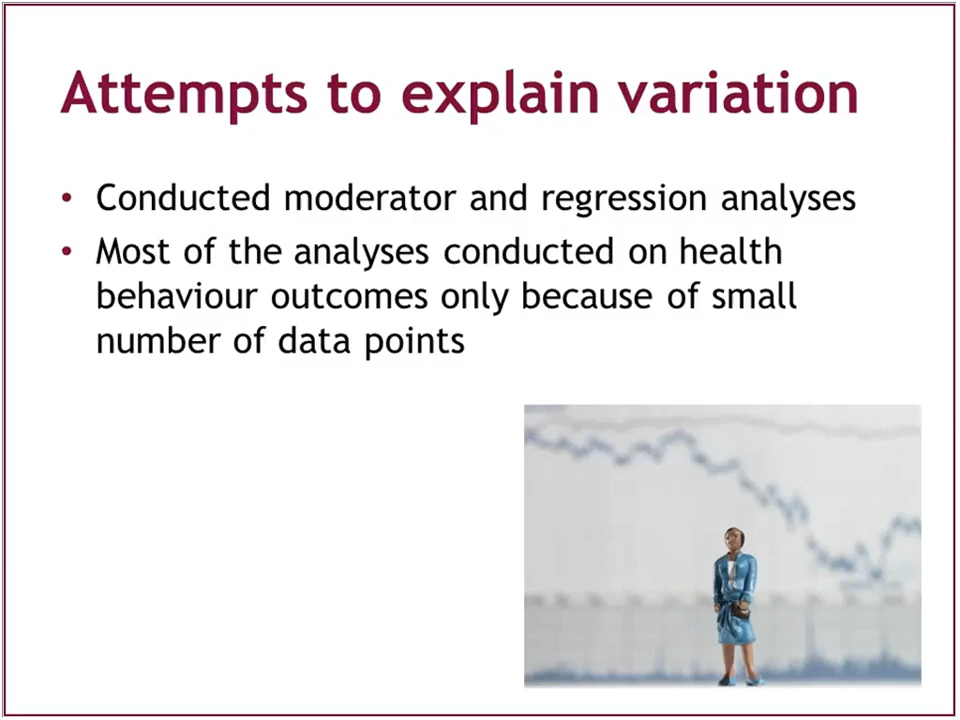 Attempts to explain variation
• Conducted moderator and regression analyses
• Most of the analyses conducted on health
behaviour outcomes only because of small
number of data points